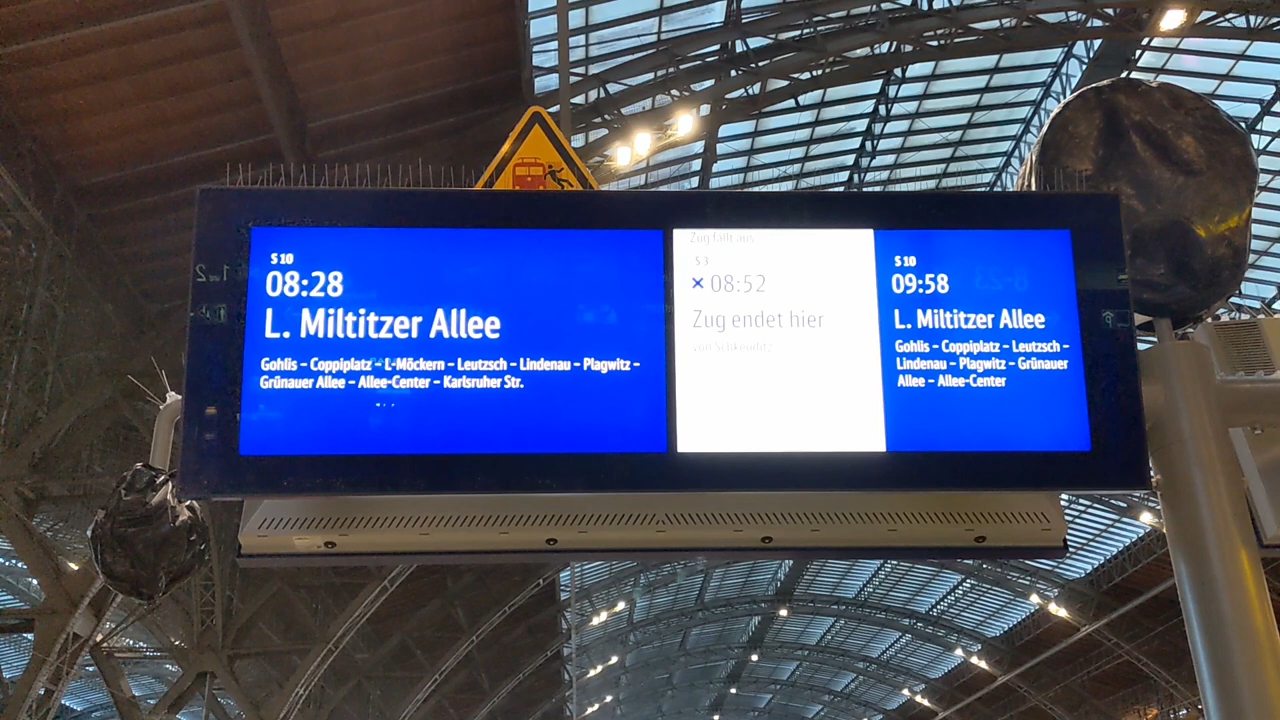 S 10
08:28
L. Miltitzer Allee
Gohlis – Coppiplatz – L-Möckern – Leutzsch – Lindenau – Plagwitz –
Grünauer Allee – Allee-Center – Karlsruher Str.
Zug fällt aus
S 3
× 08:52
Zug endet hier
von Schkeuditz
S 10
09:58
L. Miltitzer Allee
Gohlis – Coppiplatz – Leutzsch –
Lindenau – Plagwitz – Grünauer
Allee – Allee-Center